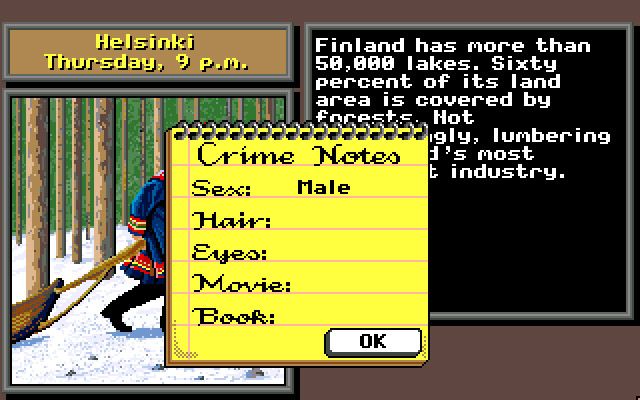 Helsinki
Thursday, 9 p.m.
Finland has more than
50,000 lakes. Sixty
percent of its land
area is covered by
forests. Not
lumbering
most
industry.
Crime Notes
Sex: Male
Hair:
Eyes:
Movie:
Book:
OK